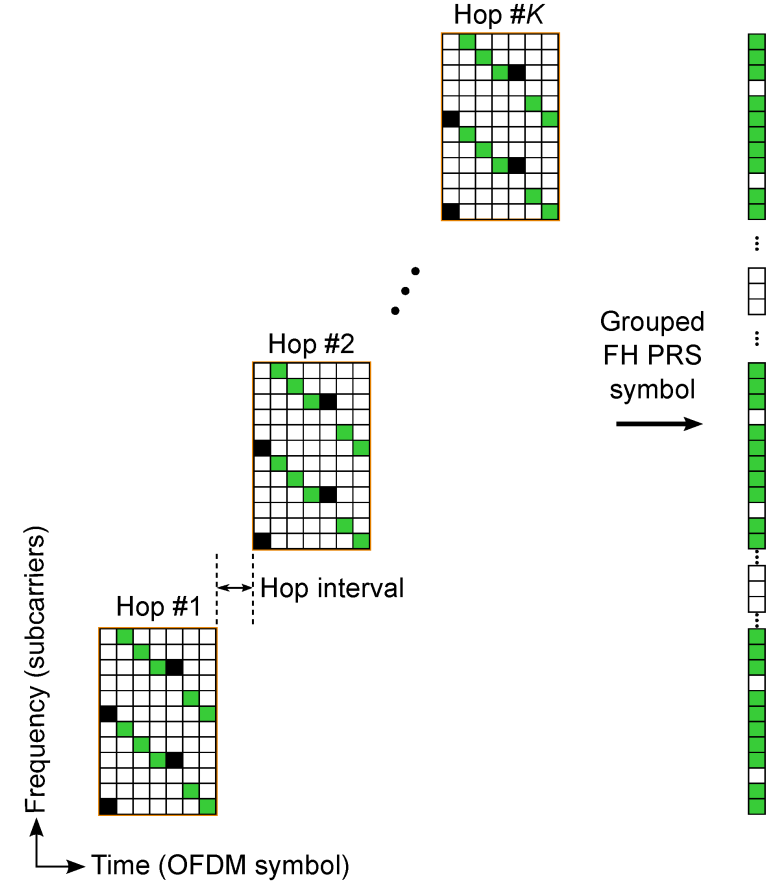 Hop #K
Grouped
FH PRS
symbol
Hop #2
Hop interval
Hop #1
Frequency (subcarriers)
Time (OFDM symbol)